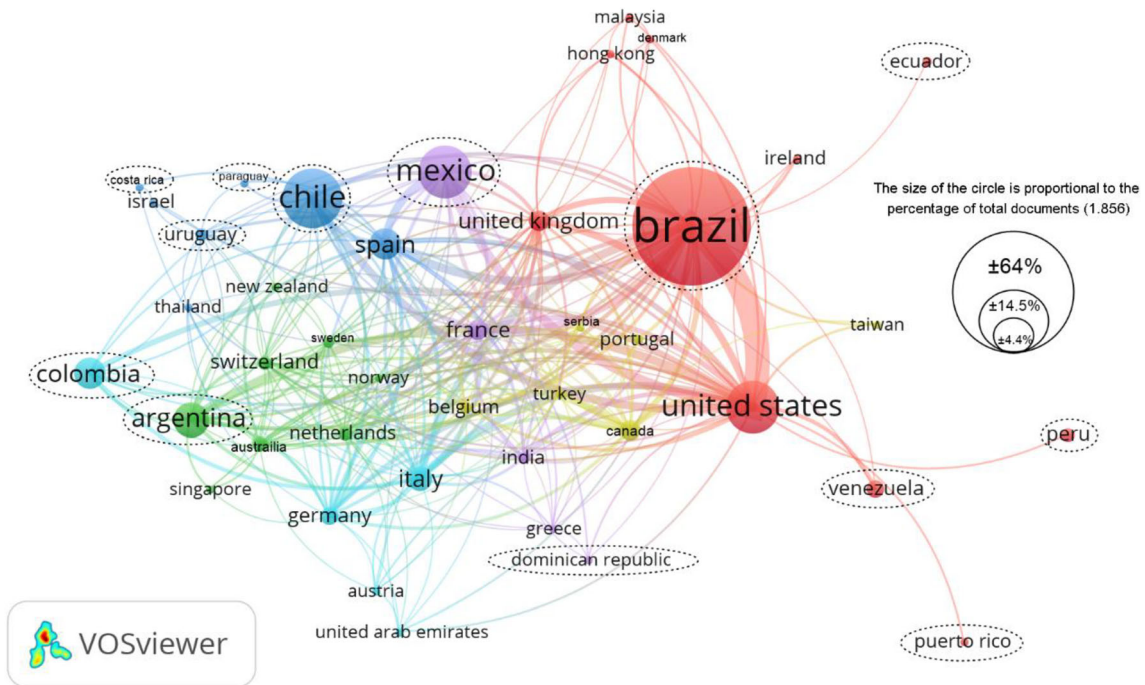 malaysia
denmark
hong kong
ecuador
ireland
mexico
costa rica
paraguay
chile
israel
united kingdom
brazil
The size of the circle is proportional to the
percentage of total documents (1.856)
uruguay
spain
±64%
new zealand
thailand
±14.5%
serbia
taiwan
france
sweden
portugal
±4.4%
switzerland
colombia
norway
turkey
belgium
united states
argentina
netherlands
canada
peru
austrailia
india
italy
singapore
venezuela
germany
greece
dominican republic
austria
united arab emirates
puerto rico
VOSviewer